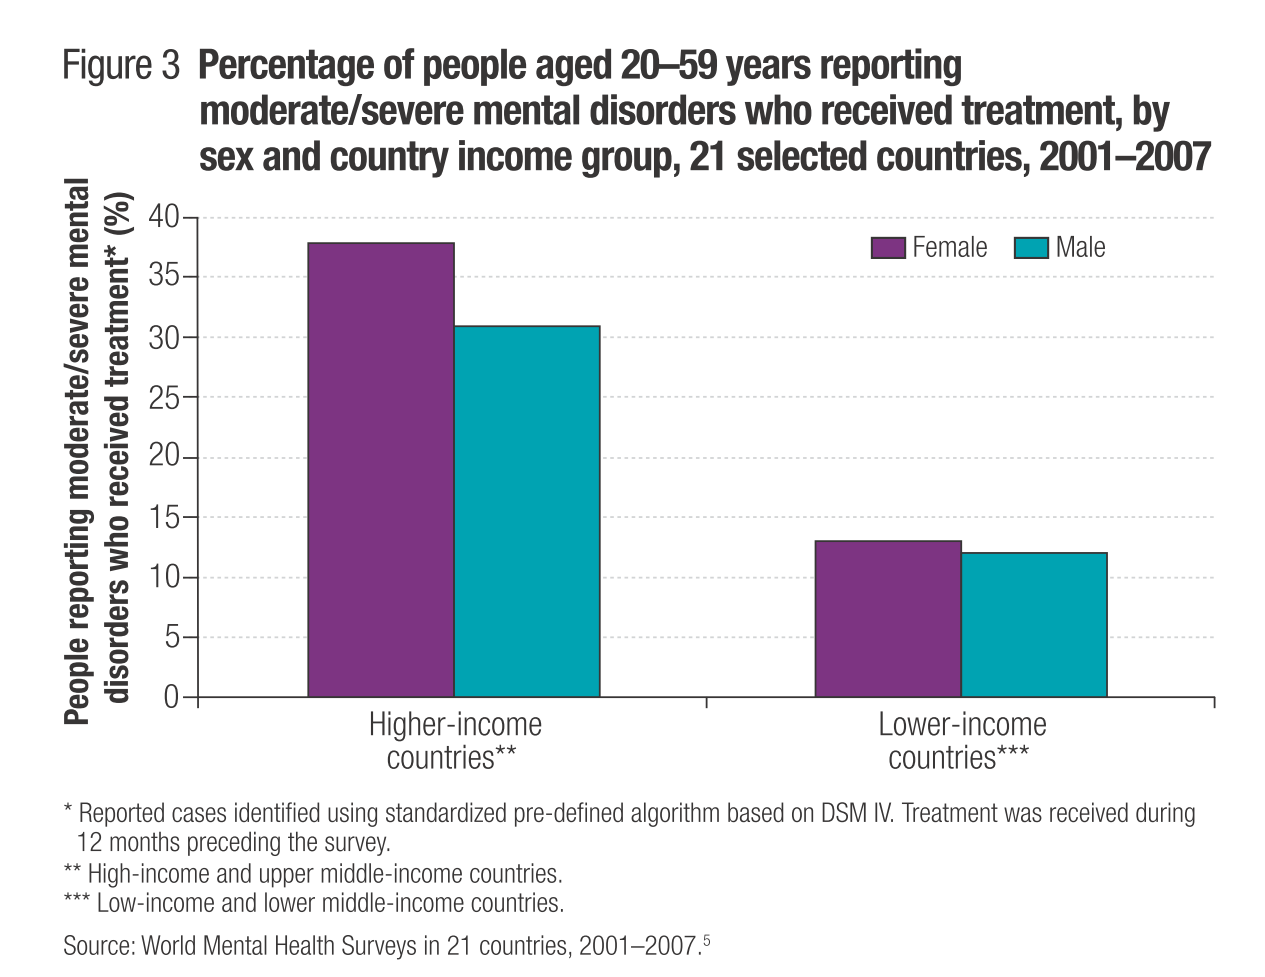 Figure 3 Percentage of people aged 20–59 years reporting
moderate/severe mental disorders who received treatment, by
sex and country income group, 21 selected countries, 2001–2007
People reporting moderate/severe mental
disorders who received treatment* (%)
40
35
30
25
20
15
10
5
0
Female
Male
Higher-income
countries**
Lower-income
countries***
* Reported cases identified using standardized pre-defined algorithm based on DSM IV. Treatment was received during
12 months preceding the survey.
** High-income and upper middle-income countries.
*** Low-income and lower middle-income countries.
Source: World Mental Health Surveys in 21 countries, 2001–2007.⁵